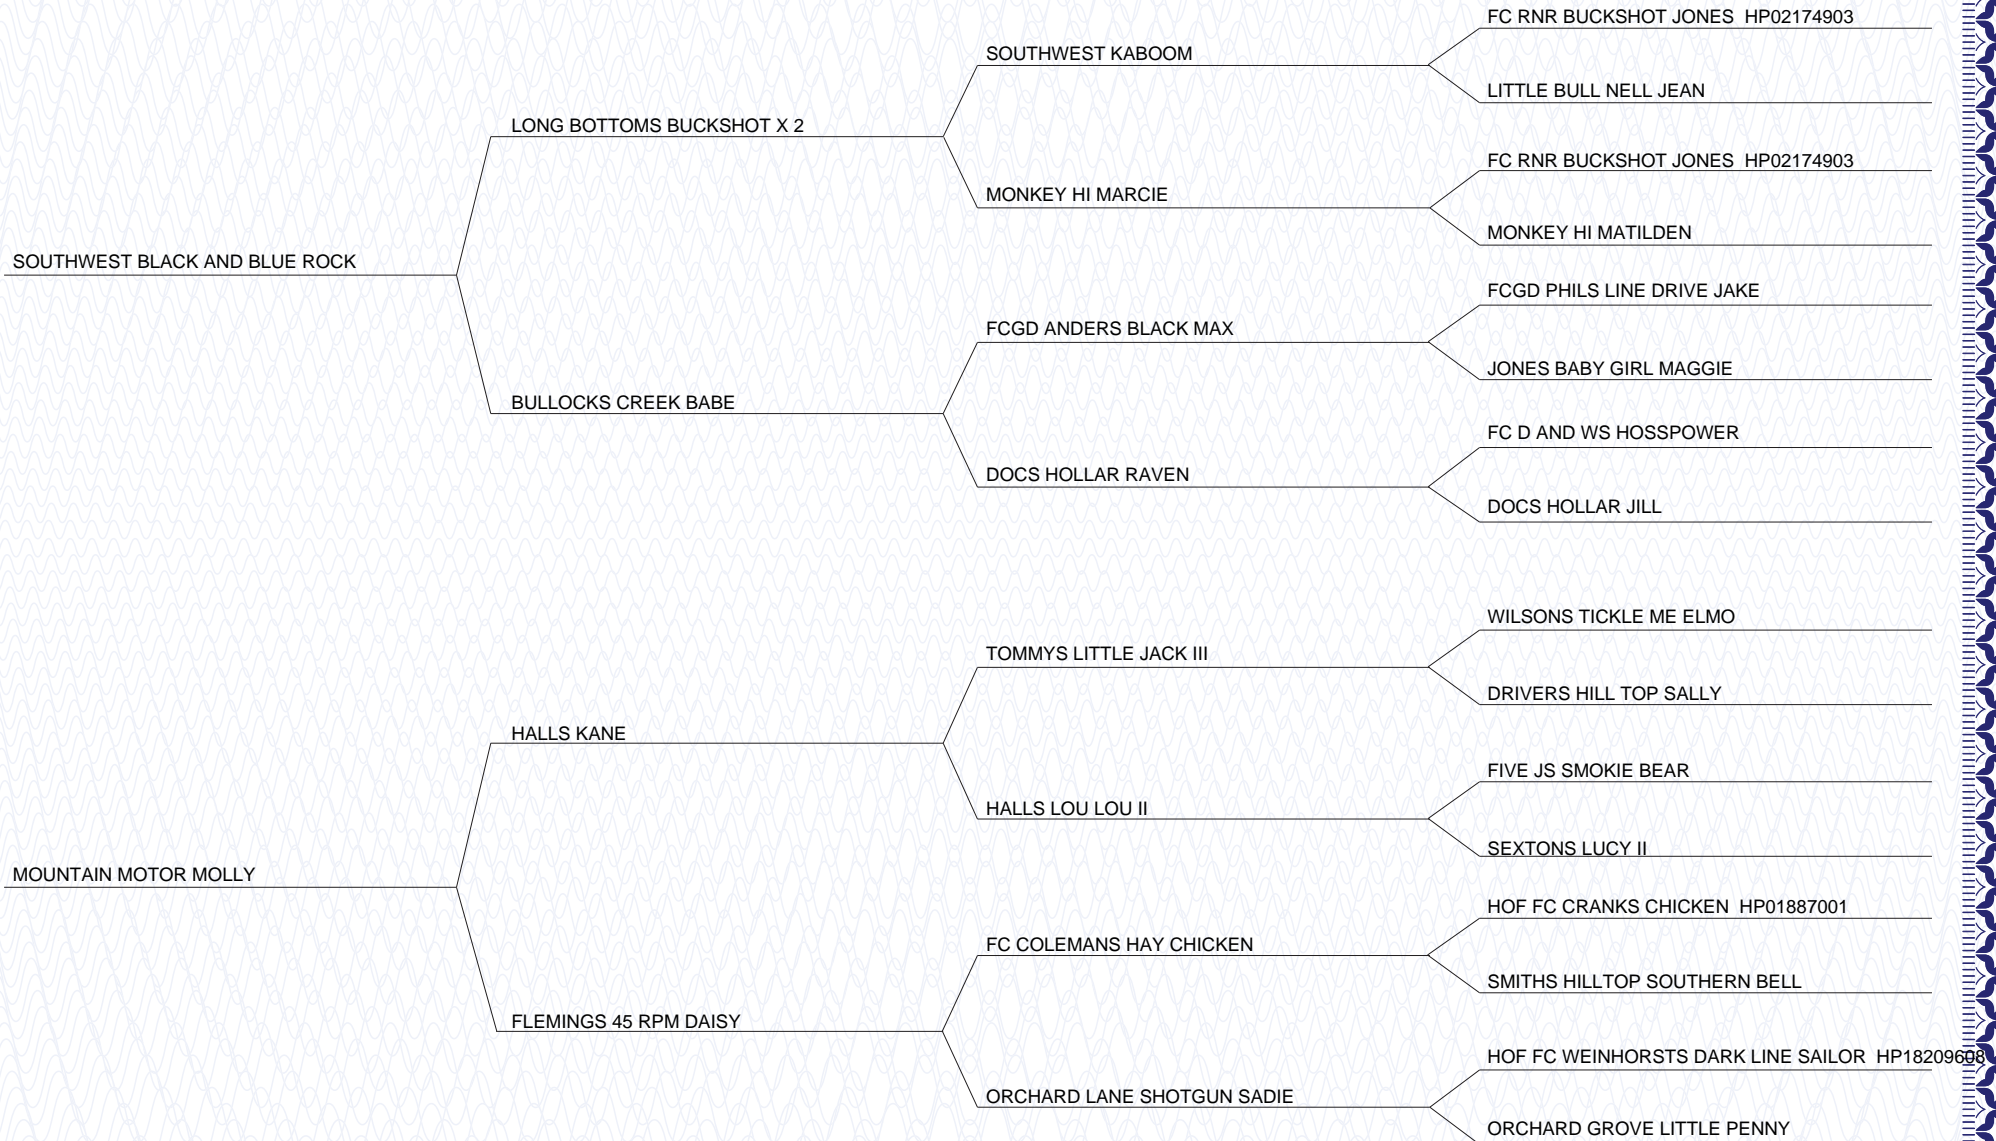 FC RNR BUCKSHOT JONES HP02174903
SOUTHWEST KABOOM
LITTLE BULL NELL JEAN
LONG BOTTOMS BUCKSHOT X 2
FC RNR BUCKSHOT JONES HP02174903
MONKEY HI MARCIE
MONKEY HI MATILDEN
SOUTHWEST BLACK AND BLUE ROCK
FCGD PHILS LINE DRIVE JAKE
FCGD ANDERS BLACK MAX
JONES BABY GIRL MAGGIE
BULLOCKS CREEK BABE
FC D AND WS HOSSPOWER
DOCS HOLLAR RAVEN
DOCS HOLLAR JILL
WILSONS TICKLE ME ELMO
TOMMYS LITTLE JACK III
DRIVERS HILL TOP SALLY
HALLS KANE
FIVE JS SMOKIE BEAR
HALLS LOU LOU II
SEXTONS LUCY II
MOUNTAIN MOTOR MOLLY
HOF FC CRANKS CHICKEN HP01887001
FC COLEMANS HAY CHICKEN
SMITHS HILLTOP SOUTHERN BELL
FLEMINGS 45 RPM DAISY
HOF FC WEINHORSTS DARK LINE SAILOR HP18209608
ORCHARD LANE SHOTGUN SADIE
ORCHARD GROVE LITTLE PENNY